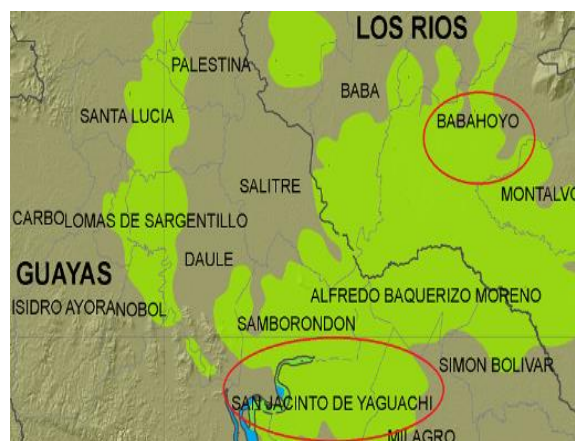 LOS RIOS
PALESTINA
BABA
SANTA LUCIA
BABAHOYO
SALITRE
MONTALVO
CARBO
LOMAS DE SARGENTILLO
DAULE
GUAYAS
ALFREDO BAQUERIZO MORENO
ISIDRO AYORA
NOBOL
SAMBORONDON
SIMON BOLIVAR
SAN JACINTO DE YAGUACHI
MILAGRO